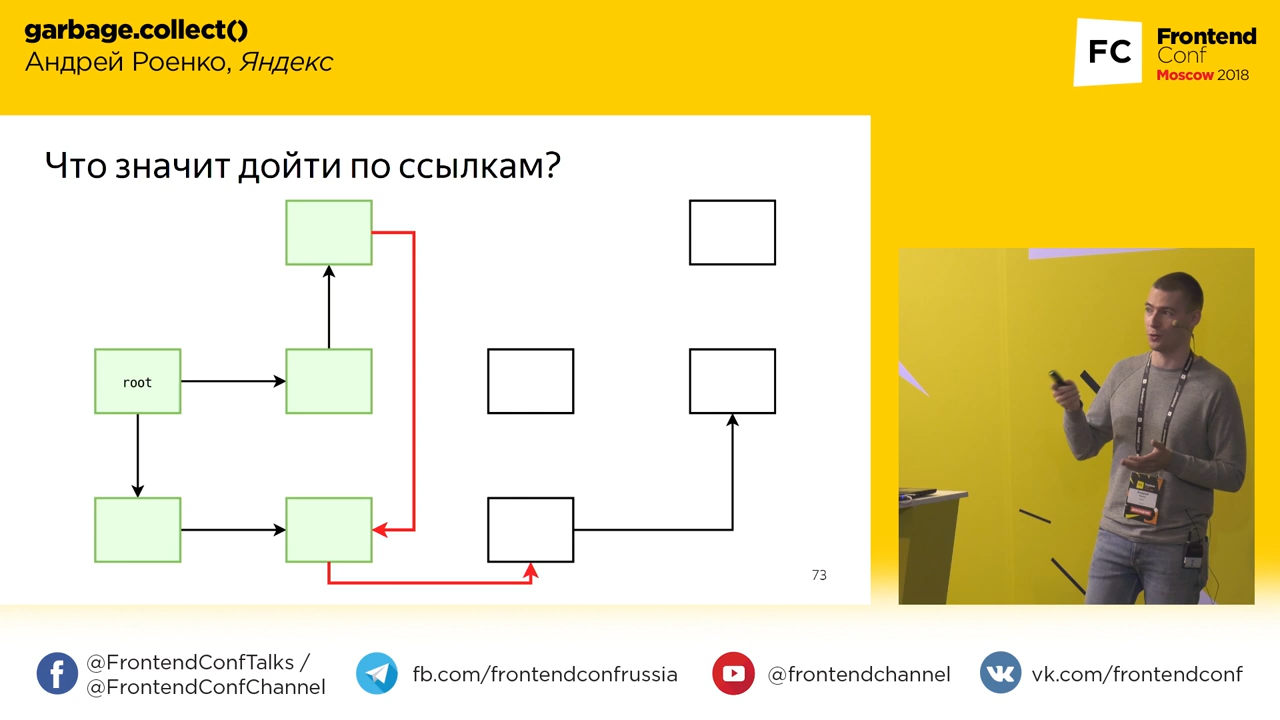 garbage.collect()
Андрей Роенко, Яндекс
FC
Frontend
Conf
Moscow 2018
Что значит дойти по ссылкам?
root
73
@FrontendConfTalks /
@FrontendConfChannel
fb.com/frontendconfrussia
@frontendchannel
vk.com/frontendconf